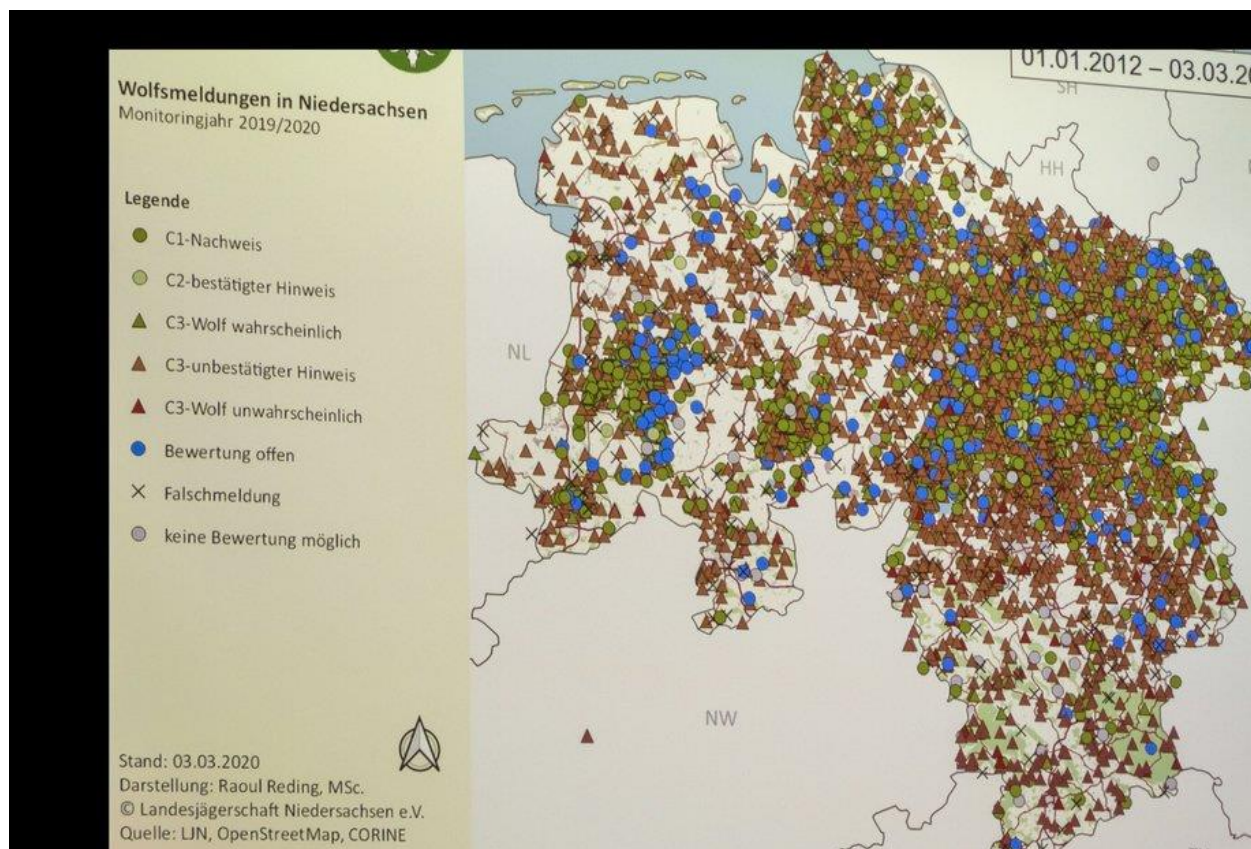 Wolfsmeldungen in Niedersachsen
Monitoringjahr 2019/2020
Legende
C1-Nachweis
C2-bestätigter Hinweis
C3-Wolf wahrscheinlich
C3-unbestätigter Hinweis
C3-Wolf unwahrscheinlich
Bewertung offen
Falschmeldung
keine Bewertung möglich
Stand: 03.03.2020
Darstellung: Raoul Reding, MSc.
© Landesjägerschaft Niedersachsen e.V.
Quelle: LJN, OpenStreetMap, CORINE
01.01.2012 – 03.03.20
SH
HH
NL
NW